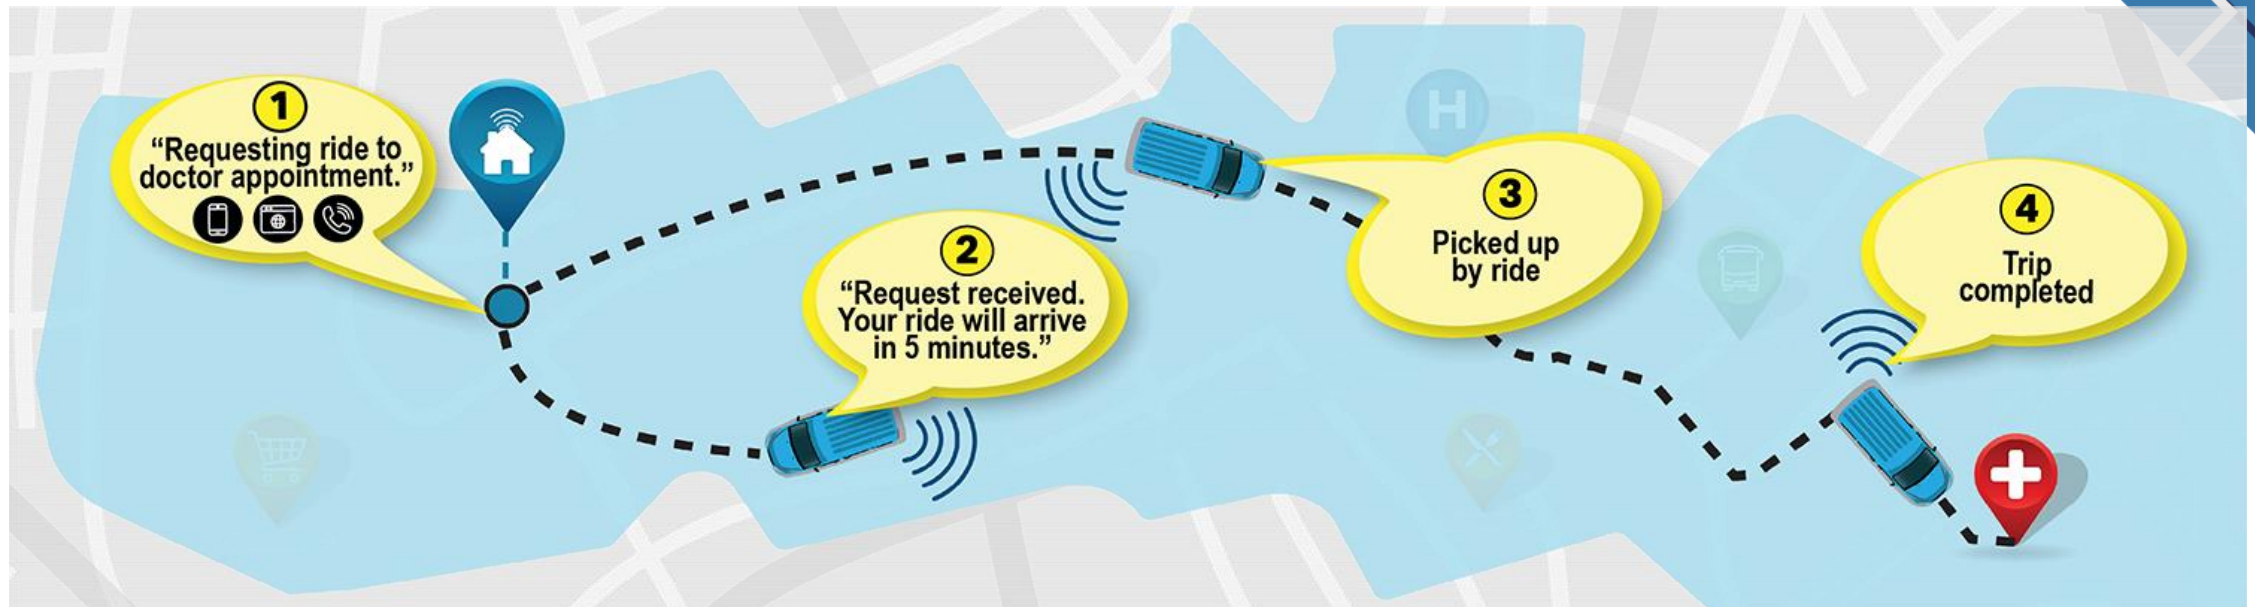 1
“Requesting ride to
doctor appointment.”
2
“Request received.
Your ride will arrive
in 5 minutes.”
3
Picked up
by ride
4
Trip
completed
H